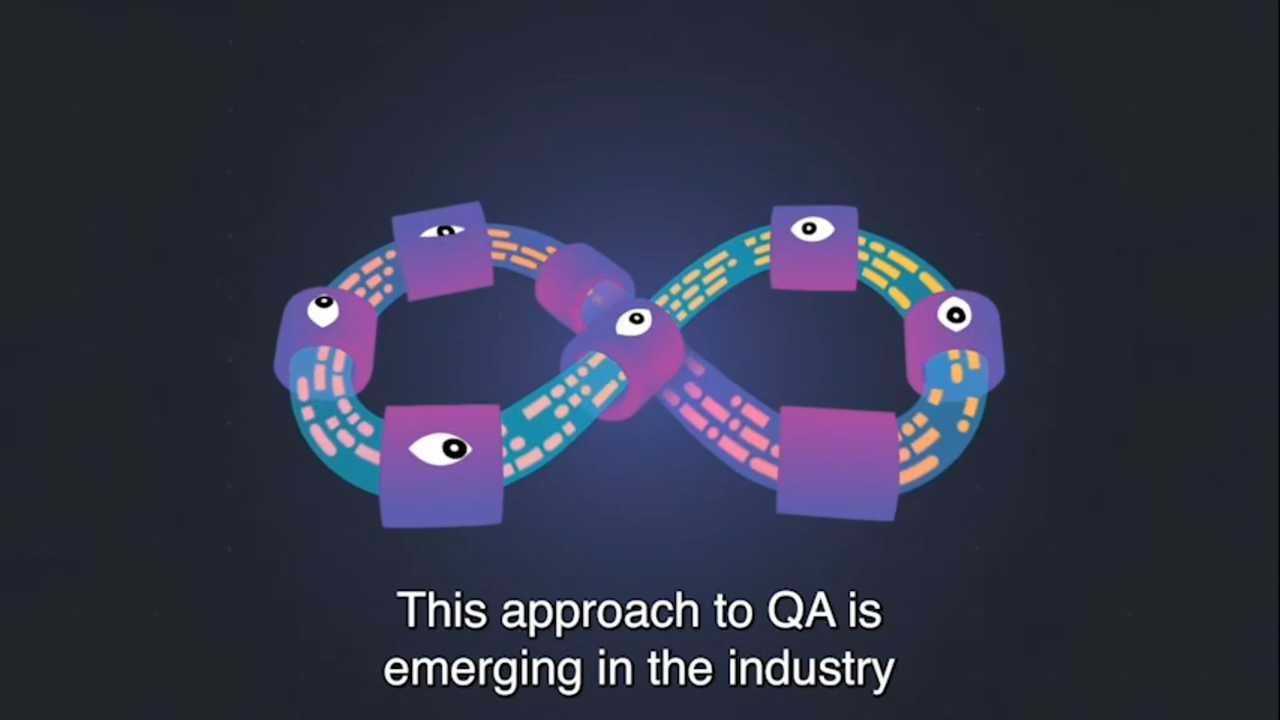 This approach to QA is
emerging in the industry